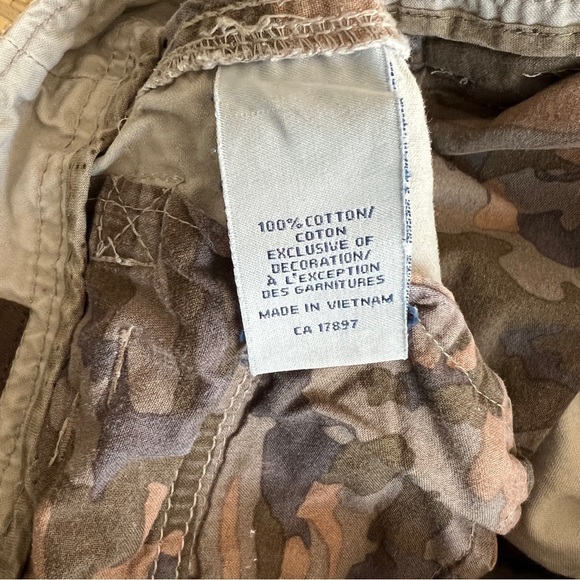 100% COTTON/
COTON
EXCLUSIVE OF
DECORATION/
À L'EXCEPTION
DES GARNITURES
MADE IN VIETNAM
CA 17897